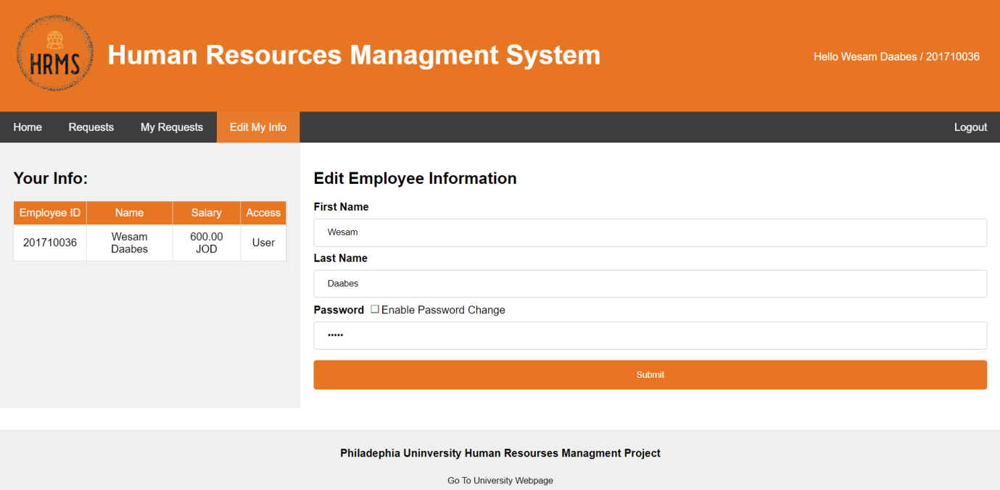 HRMS
Human Resources Managment System
Hello Wesam Daabes / 201710036
Home Requests My Requests Edit My Info Logout
Your Info:
Employee ID Name Salary Access
201710036 Wesam Daabes 600.00 JOD User
Edit Employee Information
First Name
Wesam
Last Name
Daabes
Password Enable Password Change
•••••
Submit
Philadephia Uninversity Human Resourses Managment Project
Go To University Webpage